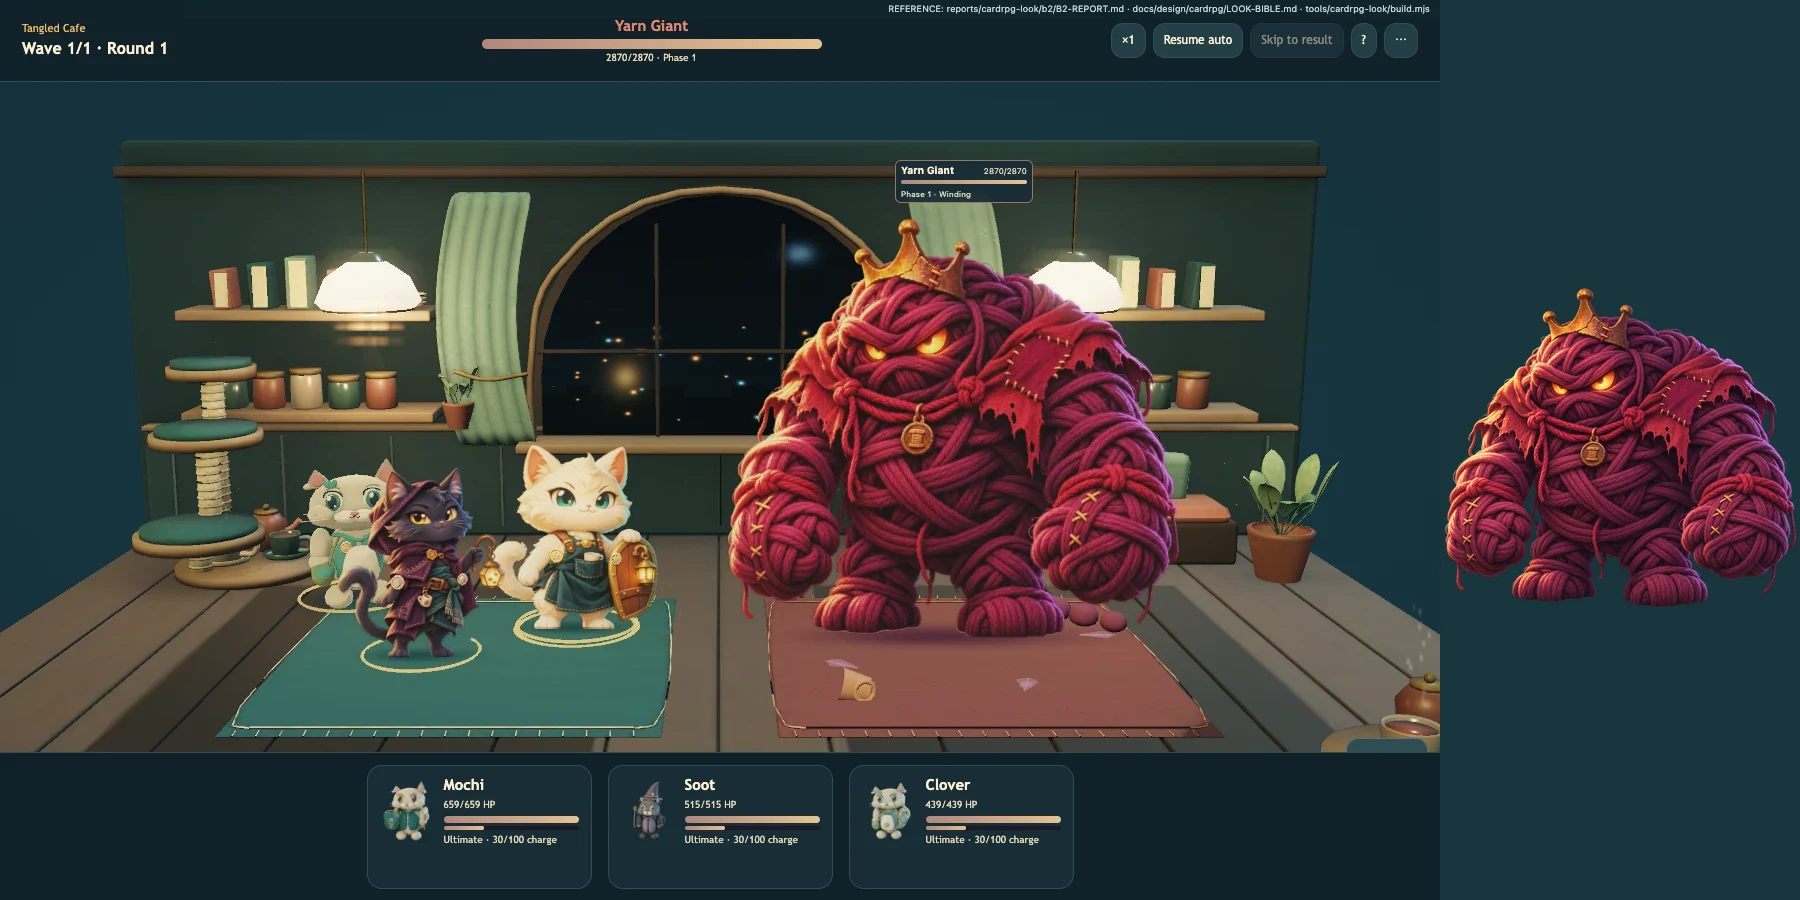 REFERENCE: reports/cardrpg-look/b2/B2-REPORT.md · docs/design/cardrpg/LOOK-BIBLE.md · tools/cardrpg-look/build.mjs
Tangled Cafe
Wave 1/1 · Round 1
Yarn Giant
2870/2870 · Phase 1
×1
Resume auto
Skip to result
?
...
Yarn Giant 2870/2870
Phase 1 · Winding
Mochi
659/659 HP
Ultimate · 30/100 charge
Soot
515/515 HP
Ultimate · 30/100 charge
Clover
439/439 HP
Ultimate · 30/100 charge